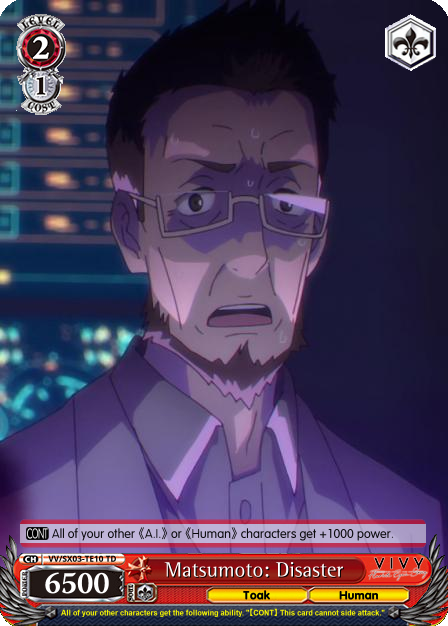 LEVEL
2
1
COST
CONT All of your other 《A.I.》 or 《Human》 characters get +1000 power.
CH VV/SX03-TE10 TD
POWER 6500 SOUL Matsumoto: Disaster VIVY
Toak Human
All of your other characters get the following ability. "【CONT】 This card cannot side attack."